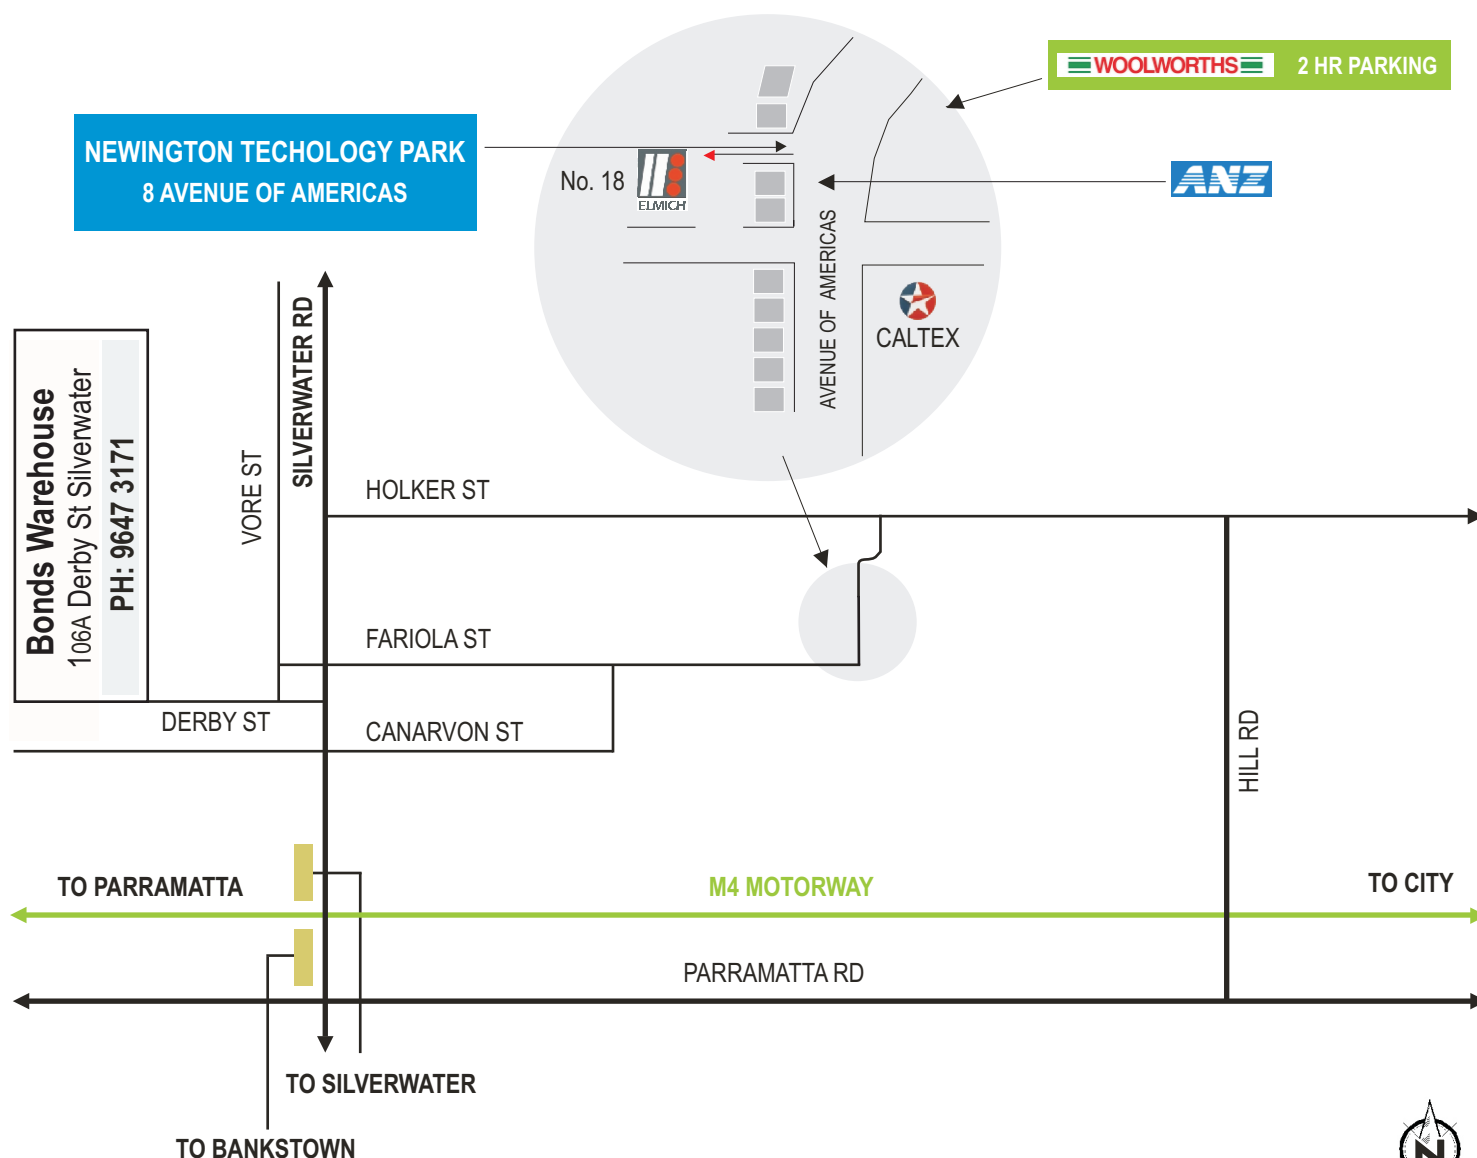 WOOLWORTHS 2 HR PARKING
NEWINGTON TECHOLOGY PARK
8 AVENUE OF AMERICAS
No. 18
ELMICH
ANZ
AVENUE OF AMERICAS
CALTEX
Bonds Warehouse
106A Derby St Silverwater
PH: 9647 3171
VORE ST
SILVERWATER RD
HOLKER ST
FARIOLA ST
DERBY ST
CANARVON ST
HILL RD
TO PARRAMATTA
M4 MOTORWAY
TO CITY
PARRAMATTA RD
TO SILVERWATER
TO BANKSTOWN
N